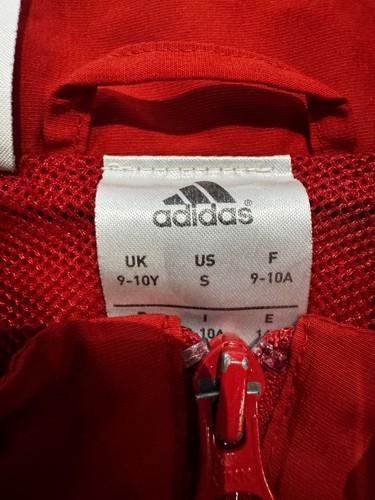 adidas®
UK US F
9-10Y S 9-10A
I E